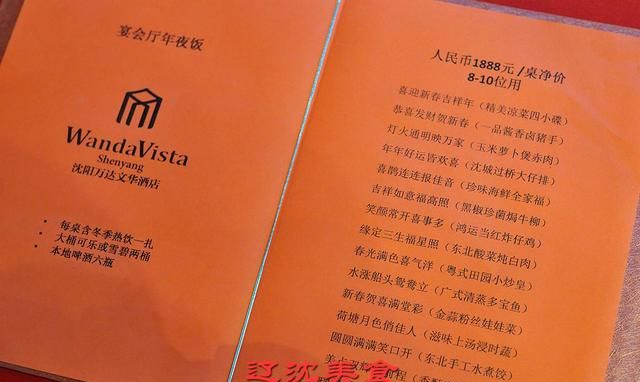 宴会厅年夜饭
WandaVista
Shenyang
沈阳万达文华酒店
• 每桌含冬季热饮一扎
• 大桶可乐或雪碧两桶
• 本地啤酒六瓶
人民币1888元 /桌净价
8-10位用
喜迎新春吉祥年（精美凉菜四小碟）
恭喜发财贺新春（一品酱香卤猪手）
灯火通明映万家（玉米萝卜煲赤肉）
年年好运皆欢喜（沈城过桥大仔排）
喜鹊连连报佳音（珍味海鲜全家福）
吉祥如意福高照（黑椒珍菌焗牛柳）
笑颜常开喜事多（鸿运当红炸仔鸡）
缘定三生福星照（东北酸菜炖白肉）
春光满色喜气洋（粤式田园小炒皇）
水涨船头鸳鸯立（广式清蒸多宝鱼）
新春贺喜满堂彩（金蒜粉丝娃娃菜）
荷塘月色俏佳人（滋味上汤浸时蔬）
圆圆满满笑口开（东北手工水煮饺）
辽沈美食